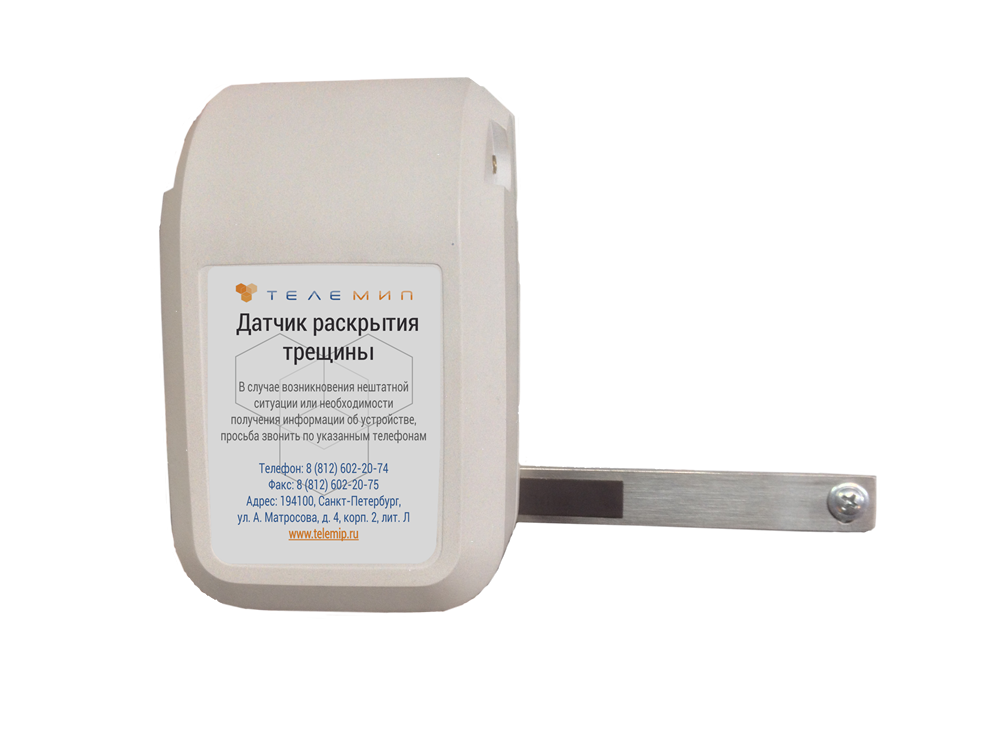 ТЕЛЕМИП
Датчик раскрытия
трещины
В случае возникновения нештатной
ситуации или необходимости
получения информации об устройстве,
просьба звонить по указанным телефонам
Телефон: 8 (812) 602-20-74
Факс: 8 (812) 602-20-75
Адрес: 194100, Санкт-Петербург,
ул. А. Матросова, д. 4, корп. 2, лит. Л
www.telemip.ru